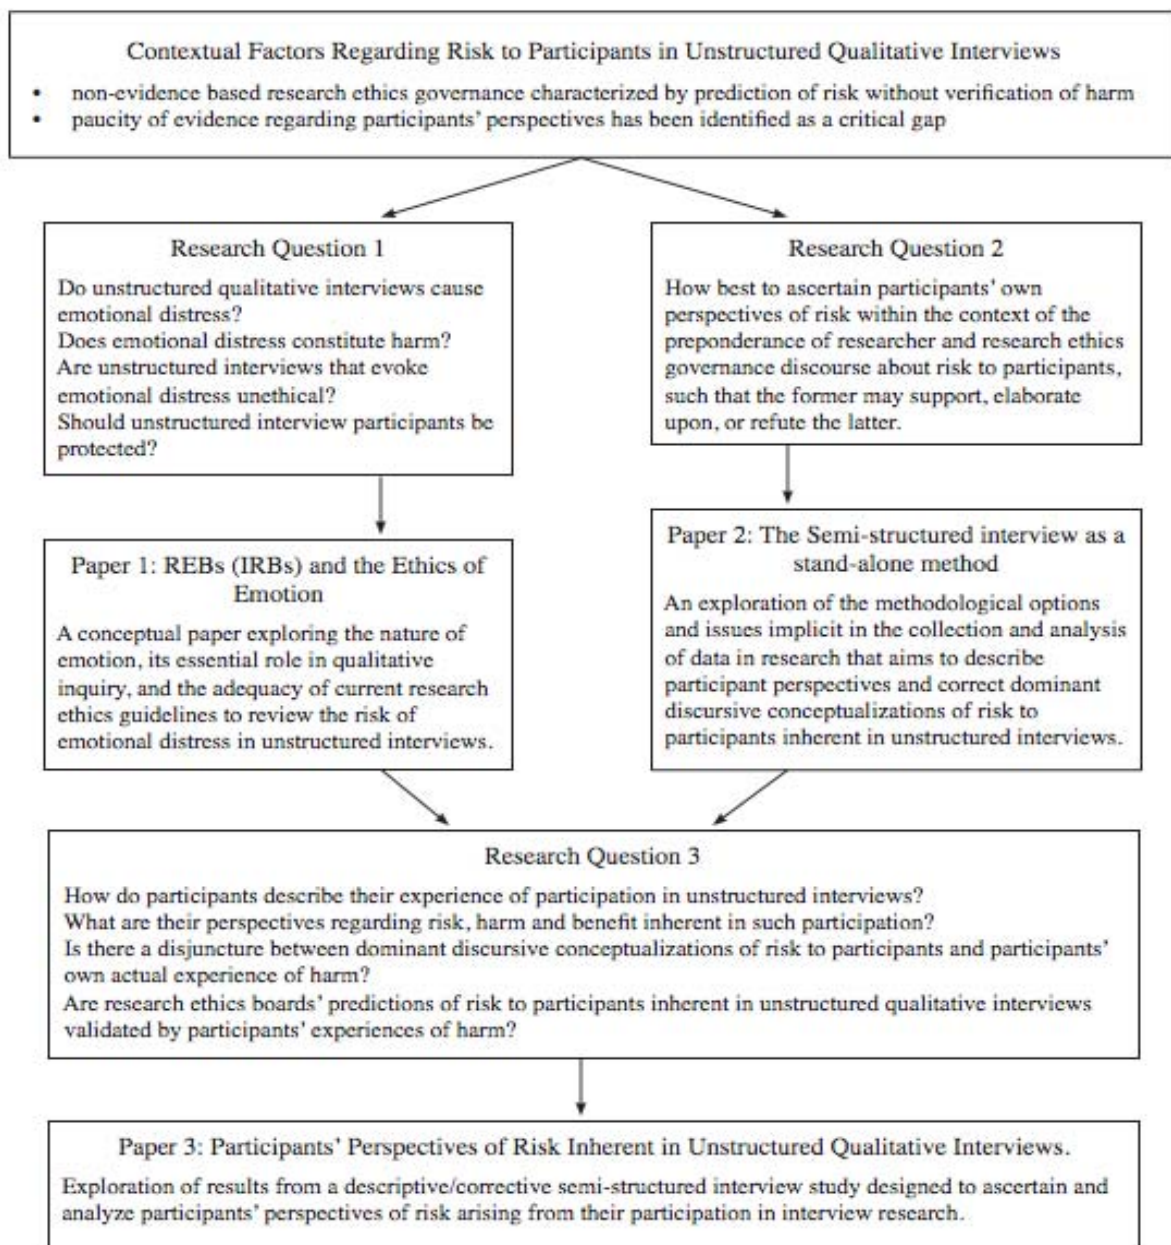 Contextual Factors Regarding Risk to Participants in Unstructured Qualitative Interviews
• non-evidence based research ethics governance characterized by prediction of risk without verification of harm
• paucity of evidence regarding participants' perspectives has been identified as a critical gap
Research Question 1
Do unstructured qualitative interviews cause
emotional distress?
Does emotional distress constitute harm?
Are unstructured interviews that evoke
emotional distress unethical?
Should unstructured interview participants be
protected?
Research Question 2
How best to ascertain participants' own
perspectives of risk within the context of the
preponderance of researcher and research ethics
governance discourse about risk to participants,
such that the former may support, elaborate
upon, or refute the latter.
Paper 1: REBs (IRBs) and the Ethics of
Emotion
A conceptual paper exploring the nature of
emotion, its essential role in qualitative
inquiry, and the adequacy of current research
ethics guidelines to review the risk of
emotional distress in unstructured interviews.
Paper 2: The Semi-structured interview as a
stand-alone method
An exploration of the methodological options
and issues implicit in the collection and analysis
of data in research that aims to describe
participant perspectives and correct dominant
discursive conceptualizations of risk to
participants inherent in unstructured interviews.
Research Question 3
How do participants describe their experience of participation in unstructured interviews?
What are their perspectives regarding risk, harm and benefit inherent in such participation?
Is there a disjuncture between dominant discursive conceptualizations of risk to participants and participants'
own actual experience of harm?
Are research ethics boards' predictions of risk to participants inherent in unstructured qualitative interviews
validated by participants' experiences of harm?
Paper 3: Participants' Perspectives of Risk Inherent in Unstructured Qualitative Interviews.
Exploration of results from a descriptive/corrective semi-structured interview study designed to ascertain and
analyze participants' perspectives of risk arising from their participation in interview research.